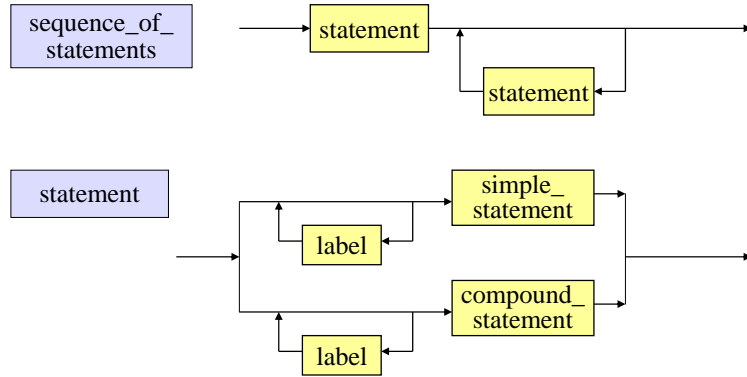 sequence_of_
statements
statement
statement
statement
simple_
statement
label
compound_
statement
label